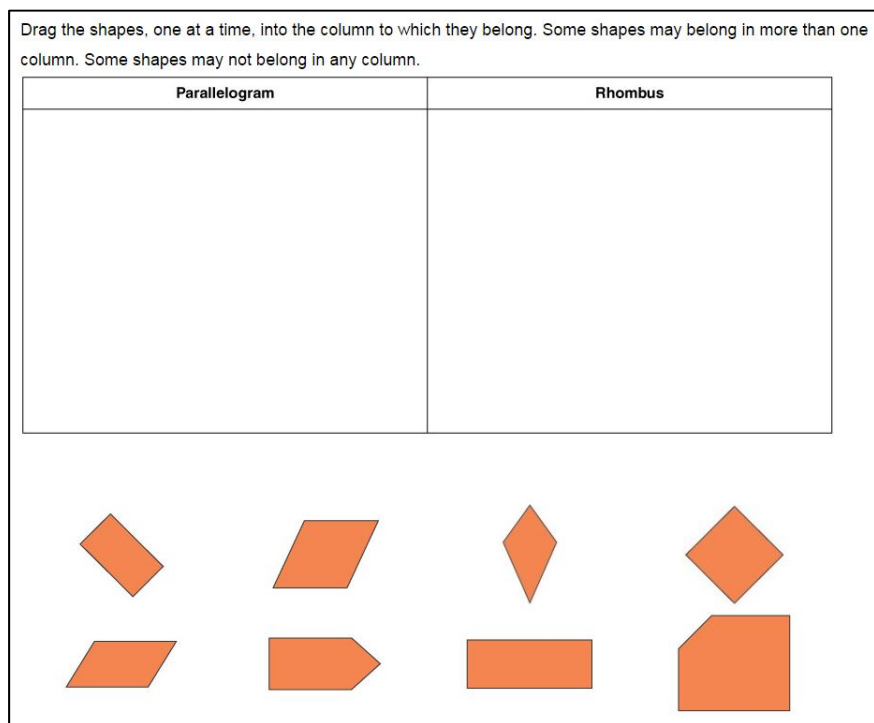 Drag the shapes, one at a time, into the column to which they belong. Some shapes may belong in more than one
column. Some shapes may not belong in any column.
Parallelogram
Rhombus